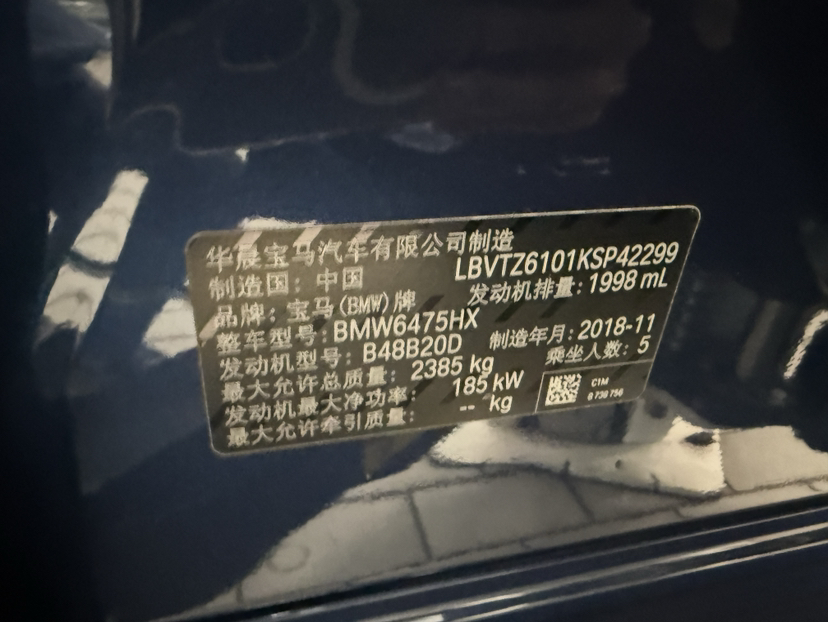 华晨宝马汽车有限公司制造
制造国: 中国 LBVTZ6101KSP42299
品牌: 宝马(BMW)牌 发动机排量: 1998 mL
整车型号: BMW6475HX
发动机型号: B48B20D 制造年月: 2018-11
最大允许总质量: 2385 kg 乘坐人数: 5
发动机最大净功率: 185 kW
最大允许牵引质量: -- kg
C1M
8 738 756